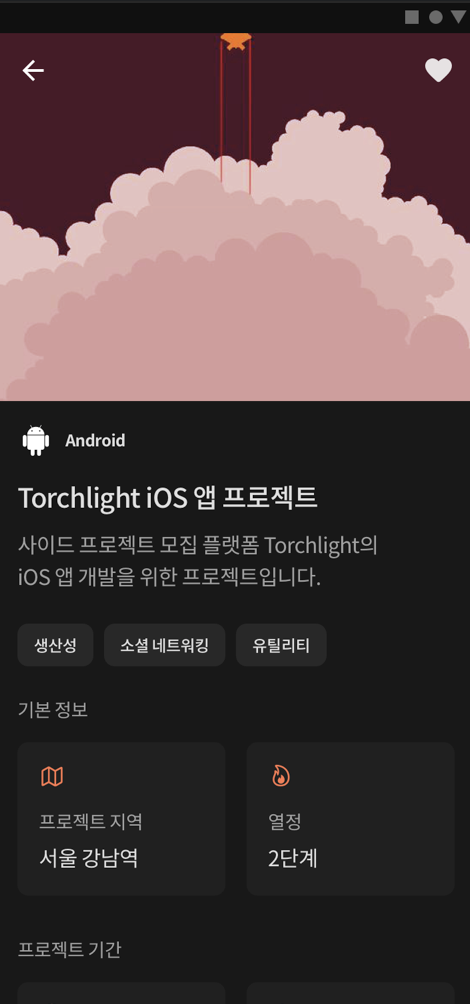 Android
Torchlight iOS 앱 프로젝트
사이드 프로젝트 모집 플랫폼 Torchlight의
iOS 앱 개발을 위한 프로젝트입니다.
생산성 소셜 네트워킹 유틸리티
기본 정보
프로젝트 지역 열정
서울 강남역 2단계
프로젝트 기간